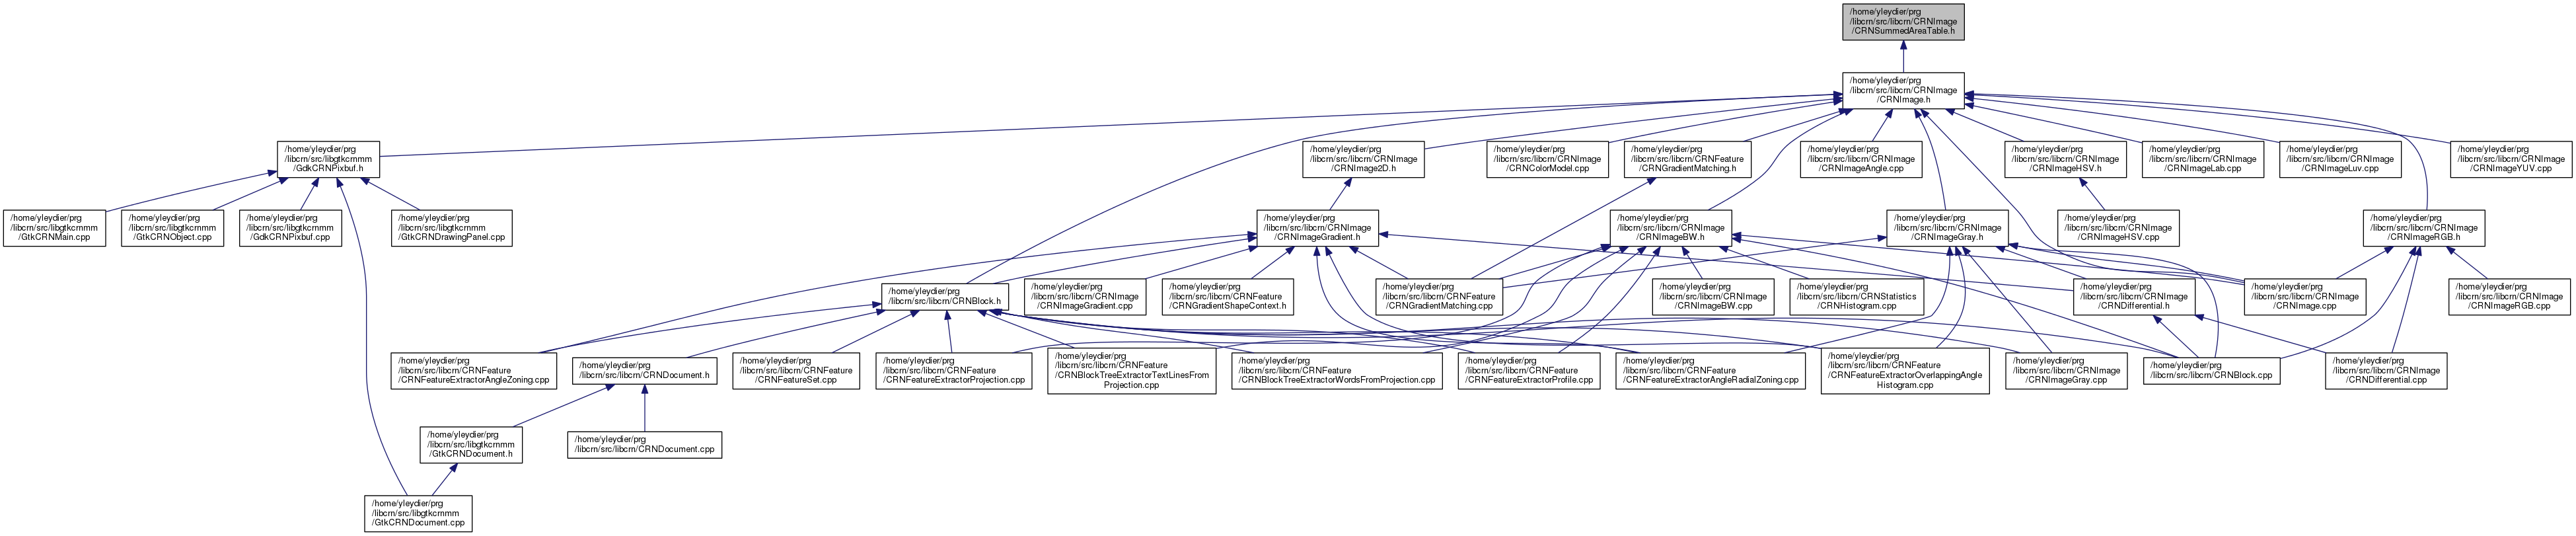 /home/yleydier/prg
/libcrn/src/libcrn/CRNImage
/CRNSummedAreaTable.h
/home/yleydier/prg
/libcrn/src/libcrn/CRNImage
/CRNImage.h
/home/yleydier/prg
/libcrn/src/libgtkcrnmm
/GdkCRNPixbuf.h
/home/yleydier/prg
/libcrn/src/libcrn/CRNImage
/CRNImage2D.h
/home/yleydier/prg
/libcrn/src/libcrn/CRNImage
/CRNColorModel.cpp
/home/yleydier/prg
/libcrn/src/libcrn/CRNFeature
/CRNGradientMatching.h
/home/yleydier/prg
/libcrn/src/libcrn/CRNImage
/CRNImageAngle.cpp
/home/yleydier/prg
/libcrn/src/libcrn/CRNImage
/CRNImageHSV.h
/home/yleydier/prg
/libcrn/src/libcrn/CRNImage
/CRNImageLab.cpp
/home/yleydier/prg
/libcrn/src/libcrn/CRNImage
/CRNImageLuv.cpp
/home/yleydier/prg
/libcrn/src/libcrn/CRNImage
/CRNImageYUV.cpp
/home/yleydier/prg
/libcrn/src/libgtkcrnmm
/GtkCRNMain.cpp
/home/yleydier/prg
/libcrn/src/libgtkcrnmm
/GtkCRNObject.cpp
/home/yleydier/prg
/libcrn/src/libgtkcrnmm
/GdkCRNPixbuf.cpp
/home/yleydier/prg
/libcrn/src/libgtkcrnmm
/GtkCRNDrawingPanel.cpp
/home/yleydier/prg
/libcrn/src/libcrn/CRNImage
/CRNImageGradient.h
/home/yleydier/prg
/libcrn/src/libcrn/CRNImage
/CRNImageBW.h
/home/yleydier/prg
/libcrn/src/libcrn/CRNImage
/CRNImageGray.h
/home/yleydier/prg
/libcrn/src/libcrn/CRNImage
/CRNImageHSV.cpp
/home/yleydier/prg
/libcrn/src/libcrn/CRNImage
/CRNImageRGB.h
/home/yleydier/prg
/libcrn/src/libcrn/CRNBlock.h
/home/yleydier/prg
/libcrn/src/libcrn/CRNImage
/CRNImageGradient.cpp
/home/yleydier/prg
/libcrn/src/libcrn/CRNFeature
/CRNGradientShapeContext.h
/home/yleydier/prg
/libcrn/src/libcrn/CRNFeature
/CRNGradientMatching.cpp
/home/yleydier/prg
/libcrn/src/libcrn/CRNImage
/CRNImageBW.cpp
/home/yleydier/prg
/libcrn/src/libcrn/CRNStatistics
/CRNHistogram.cpp
/home/yleydier/prg
/libcrn/src/libcrn/CRNImage
/CRNDifferential.h
/home/yleydier/prg
/libcrn/src/libcrn/CRNImage
/CRNImage.cpp
/home/yleydier/prg
/libcrn/src/libcrn/CRNImage
/CRNImageRGB.cpp
/home/yleydier/prg
/libcrn/src/libcrn/CRNFeature
/CRNFeatureExtractorAngleZoning.cpp
/home/yleydier/prg
/libcrn/src/libcrn/CRNDocument.h
/home/yleydier/prg
/libcrn/src/libcrn/CRNFeature
/CRNFeatureSet.cpp
/home/yleydier/prg
/libcrn/src/libcrn/CRNFeature
/CRNFeatureExtractorProjection.cpp
/home/yleydier/prg
/libcrn/src/libcrn/CRNFeature
/CRNBlockTreeExtractorTextLinesFrom
Projection.cpp
/home/yleydier/prg
/libcrn/src/libcrn/CRNFeature
/CRNBlockTreeExtractorWordsFromProjection.cpp
/home/yleydier/prg
/libcrn/src/libcrn/CRNFeature
/CRNFeatureExtractorProfile.cpp
/home/yleydier/prg
/libcrn/src/libcrn/CRNFeature
/CRNFeatureExtractorAngleRadialZoning.cpp
/home/yleydier/prg
/libcrn/src/libcrn/CRNFeature
/CRNFeatureExtractorOverlappingAngle
Histogram.cpp
/home/yleydier/prg
/libcrn/src/libcrn/CRNImage
/CRNImageGray.cpp
/home/yleydier/prg
/libcrn/src/libcrn/CRNBlock.cpp
/home/yleydier/prg
/libcrn/src/libcrn/CRNImage
/CRNDifferential.cpp
/home/yleydier/prg
/libcrn/src/libgtkcrnmm
/GtkCRNDocument.h
/home/yleydier/prg
/libcrn/src/libcrn/CRNDocument.cpp
/home/yleydier/prg
/libcrn/src/libgtkcrnmm
/GtkCRNDocument.cpp